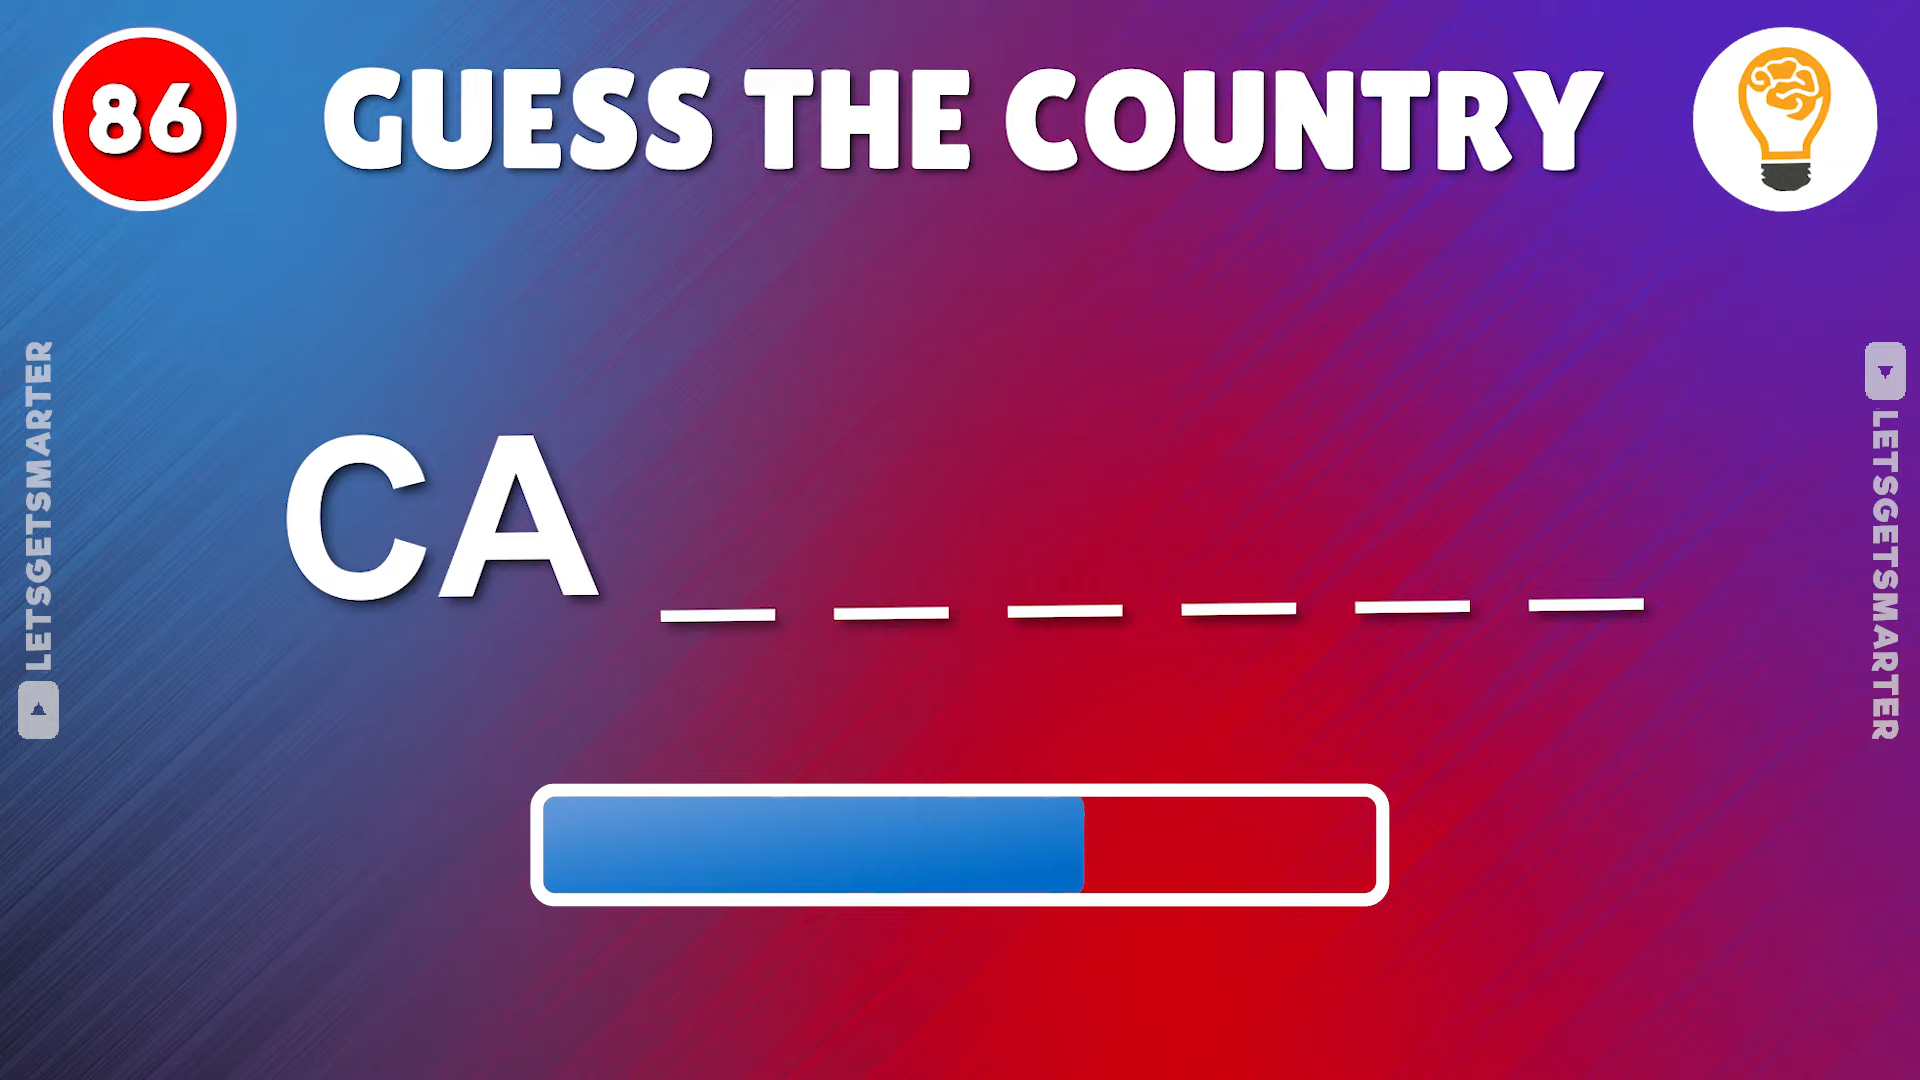 86
GUESS THE COUNTRY
CA _ _ _ _ _ _
LETSGETSMARTER
LETSGETSMARTER